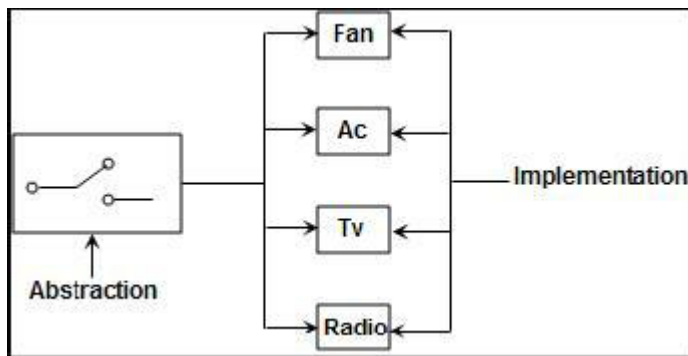 Fan
Ac
Implementation
Tv
Abstraction
Radio